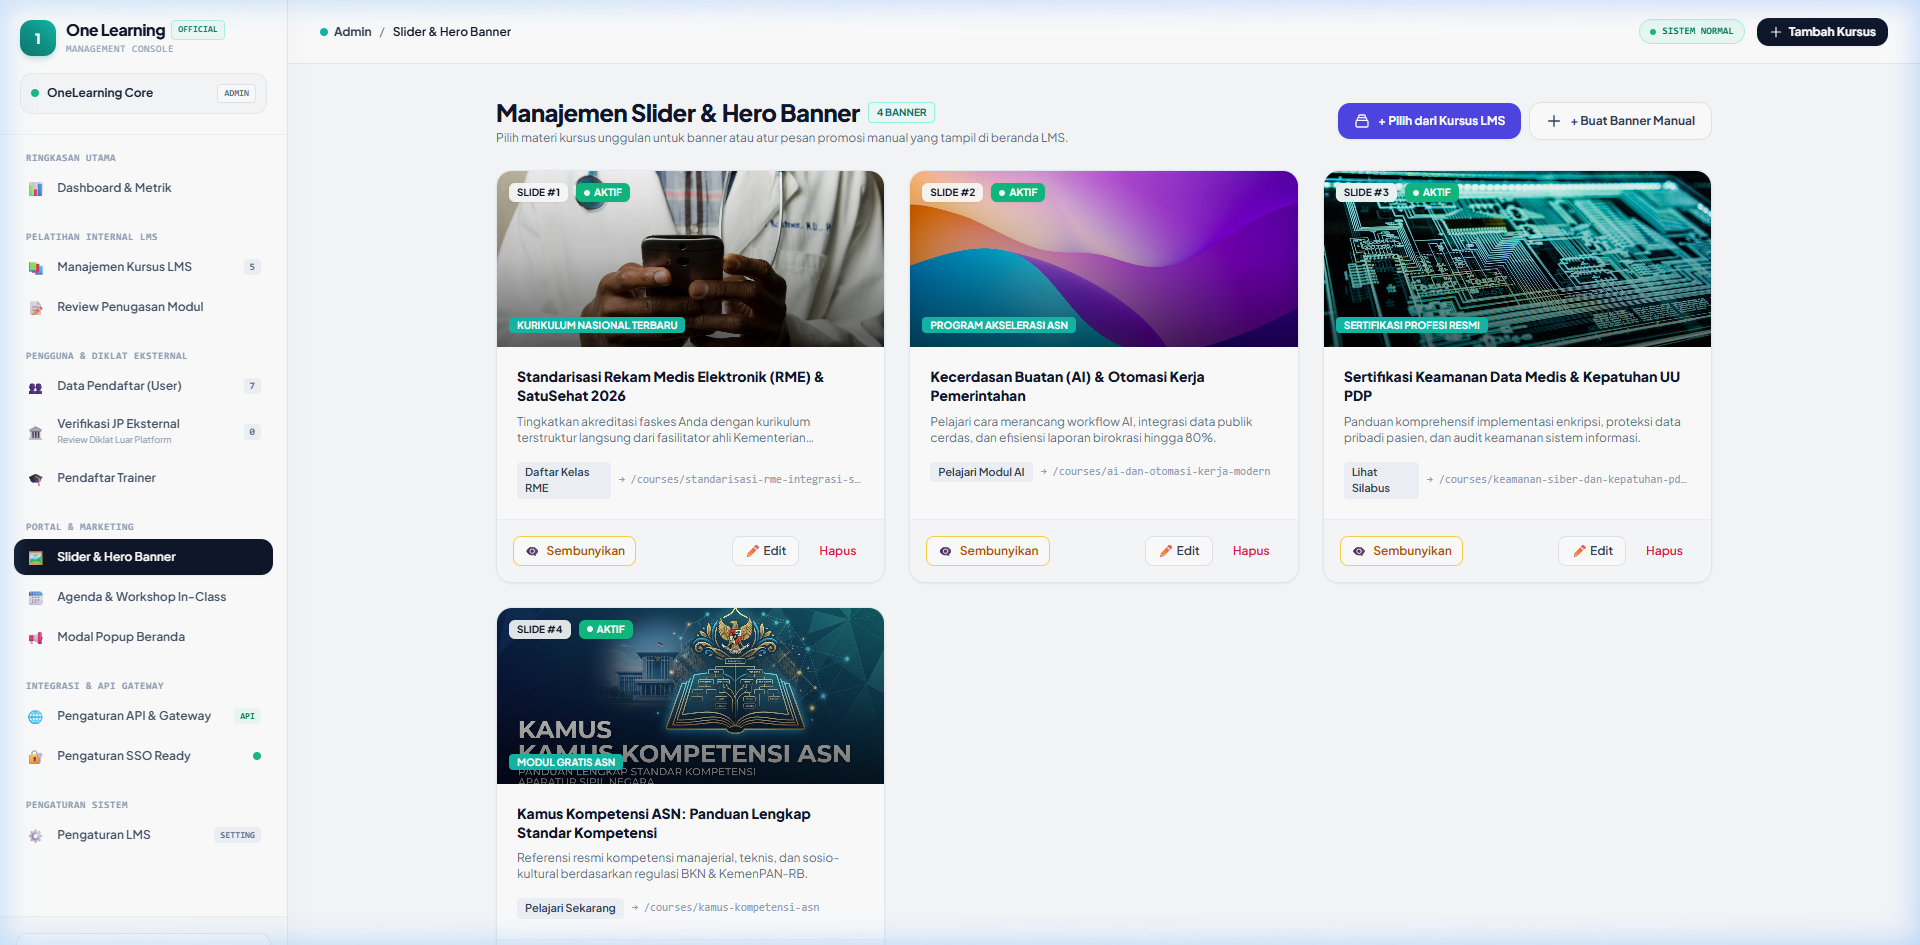 1
One Learning
OFFICIAL
MANAGEMENT CONSOLE
OneLearning Core
ADMIN
RINGKASAN UTAMA
Dashboard & Metrik
PELATIHAN INTERNAL LMS
Manajemen Kursus LMS
5
Review Penugasan Modul
PENGGUNA & DIKLAT EKSTERNAL
Data Pendaftar (User)
7
Verifikasi JP Eksternal
Review Diklat Luar Platform
0
Pendaftar Trainer
PORTAL & MARKETING
Slider & Hero Banner
Agenda & Workshop In-Class
Modal Popup Beranda
INTEGRASI & API GATEWAY
Pengaturan API & Gateway
API
Pengaturan SSO Ready
PENGATURAN SISTEM
Pengaturan LMS
SETTING
Admin / Slider & Hero Banner
SISTEM NORMAL
+ Tambah Kursus
Manajemen Slider & Hero Banner
4 BANNER
Pilih materi kursus unggulan untuk banner atau atur pesan promosi manual yang tampil di beranda LMS.
+ Pilih dari Kursus LMS
+ Buat Banner Manual
SLIDE #1
AKTIF
KURIKULUM NASIONAL TERBARU
Standarisasi Rekam Medis Elektronik (RME) &
SatuSehat 2026
Tingkatkan akreditasi faskes Anda dengan kurikulum
terstruktur langsung dari fasilitator ahli Kementerian...
Daftar Kelas
RME
→ /courses/standarisasi-rme-integrasi-s…
Sembunyikan
Edit
Hapus
SLIDE #2
AKTIF
PROGRAM AKSELERASI ASN
Kecerdasan Buatan (AI) & Otomasi Kerja
Pemerintahan
Pelajari cara merancang workflow AI, integrasi data publik
cerdas, dan efisiensi laporan birokrasi hingga 80%.
Pelajari Modul AI
→ /courses/ai-dan-otomasi-kerja-modern
Sembunyikan
Edit
Hapus
SLIDE #3
AKTIF
SERTIFIKASI PROFESI RESMI
Sertifikasi Keamanan Data Medis & Kepatuhan UU
PDP
Panduan komprehensif implementasi enkripsi, proteksi data
pribadi pasien, dan audit keamanan sistem informasi.
Lihat
Silabus
→ /courses/keamanan-siber-dan-kepatuhan-pd…
Sembunyikan
Edit
Hapus
SLIDE #4
AKTIF
KAMUS
KAMUS KOMPETENSI ASN
MODUL GRATIS ASN
PANDUAN LENGKAP STANDAR KOMPETENSI
APARATUR SIPIL NEGARA
Kamus Kompetensi ASN: Panduan Lengkap
Standar Kompetensi
Referensi resmi kompetensi manajerial, teknis, dan sosio-
kultural berdasarkan regulasi BKN & KemenPAN-RB.
Pelajari Sekarang
→ /courses/kamus-kompetensi-asn